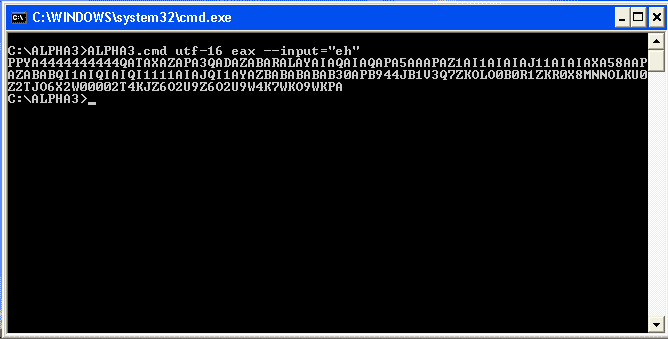 C:\WINDOWS\system32\cmd.exe
C:\ALPHA3>ALPHA3.cmd utf-16 eax --input="eh"
PPYA4444444444QATAXAZAPA3QADAZABARALAYAIAQAIAQAPA5AAAPAZ1AI1AIAIAJ11AIAIAXA58AAP
AZABABQI1AIQIAIQI1111AIAJQI1AYAZBABABABAB30APB944JB1V3Q7ZKOLO0B0R1ZKR0X8MNNOLKU0
Z2TJO6X2W00002T4KJZ6O2U9Z6O2U9W4K7WKO9WKPA
C:\ALPHA3>_